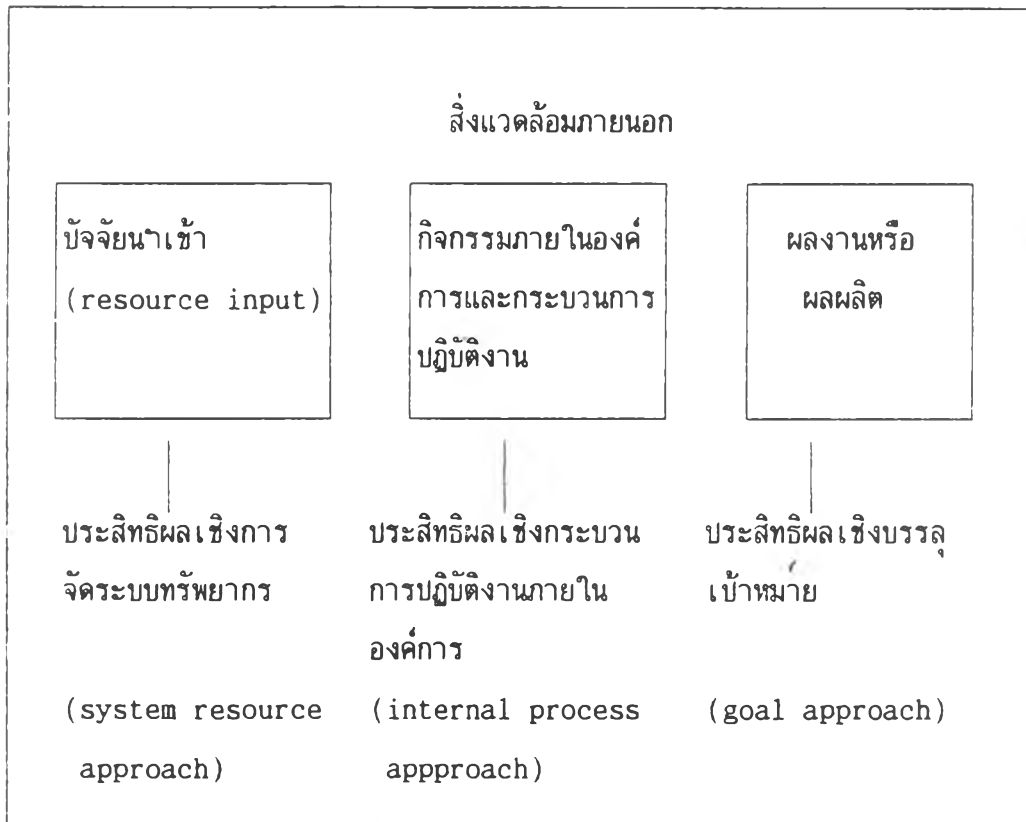 สิ่งแวดล้อมภายนอก
ปัจจัยนำเข้า
(resource input)
กิจกรรมภายในองค์
การและกระบวนการ
ปฏิบัติงาน
ผลงานหรือ
ผลผลิต
ประสิทธิผลเชิงการ
จัดระบบทรัพยากร
(system resource
approach)
ประสิทธิผลเชิงกระบวน
การปฏิบัติงานภายใน
องค์การ
(internal process
appproach)
ประสิทธิผลเชิงบรรลุ
เป้าหมาย
(goal approach)